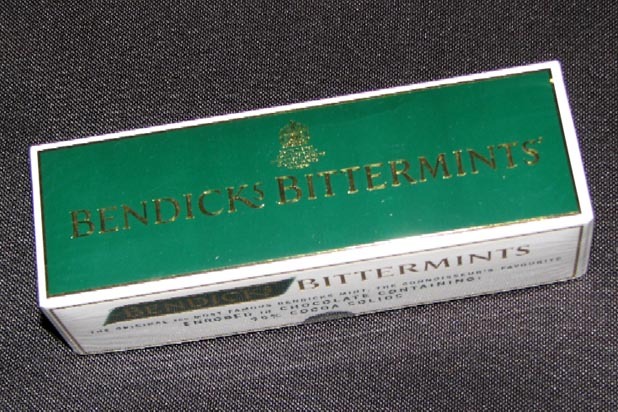 BENDICKS BITTERMINTS
BENDICKS BITTERMINTS
THE ORIGINAL AND MOST FAMOUS BENDICKS MINT, THE CONNOISSEUR'S FAVOURITE
ENROBED IN CHOCOLATE CONTAINING:
95% COCOA SOLIDS